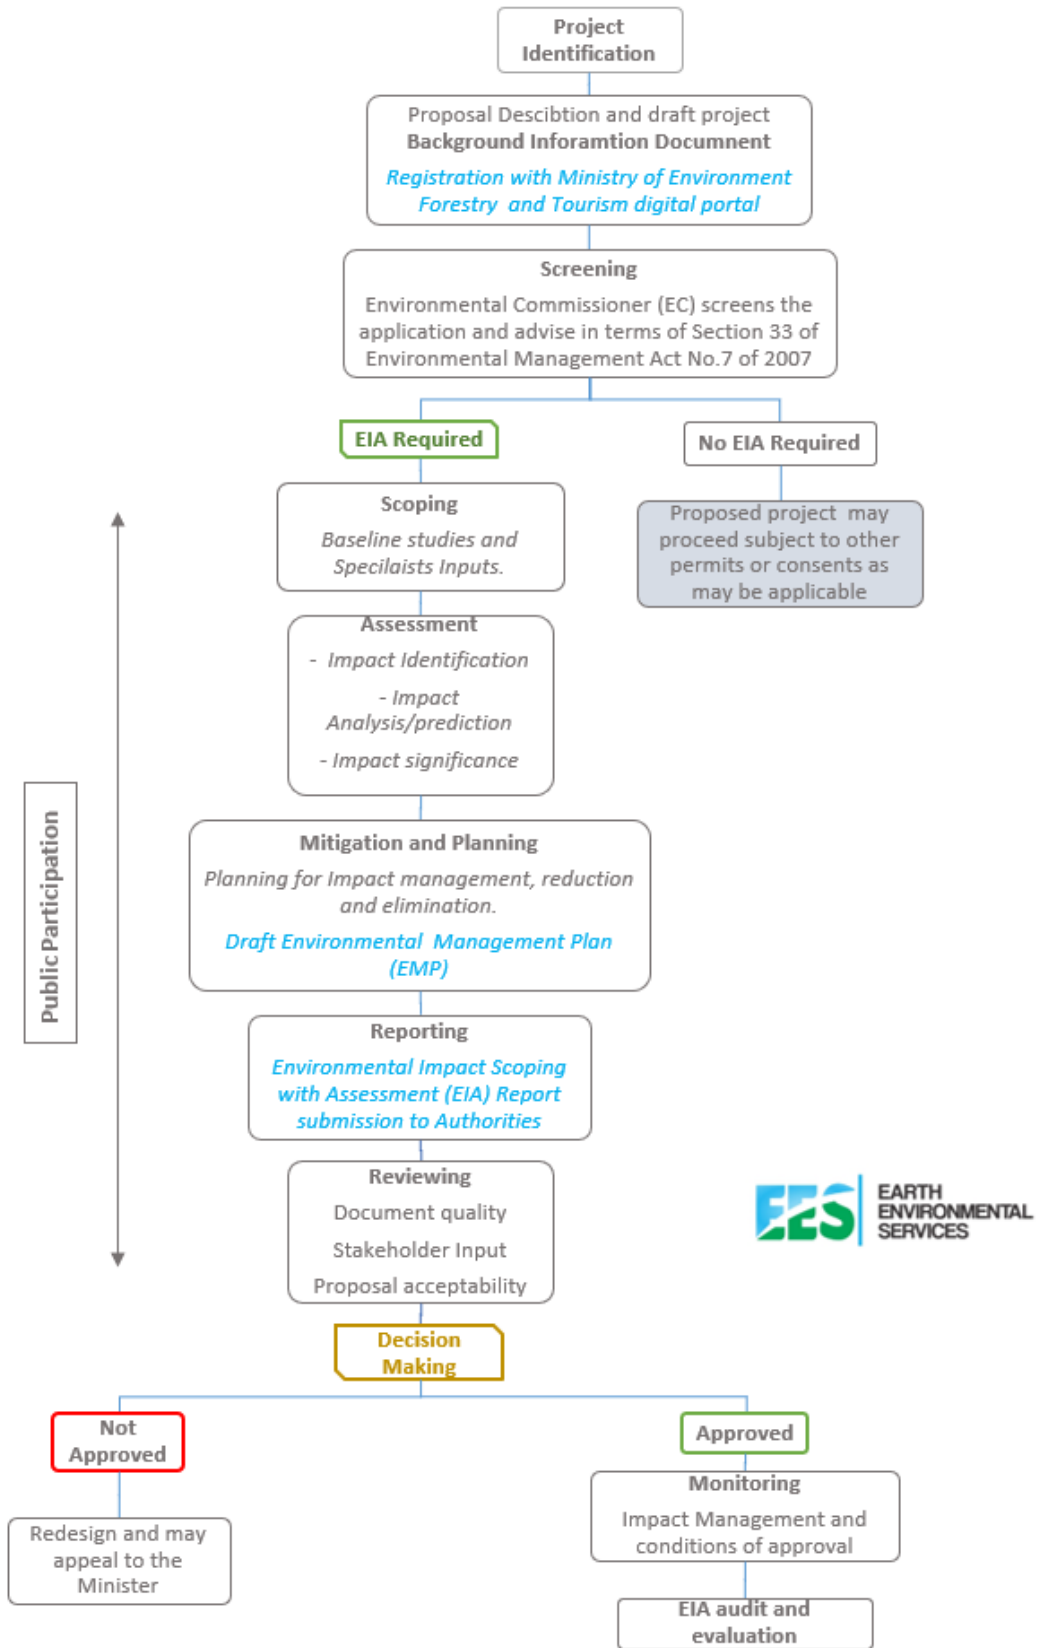 Project
Identification
Proposal Descibtion and draft project
Background Inforamtion Documnent
Registration with Ministry of Environment
Forestry and Tourism digital portal
Screening
Environmental Commissioner (EC) screens the
application and advise in terms of Section 33 of
Environmental Management Act No.7 of 2007
EIA Required
No EIA Required
Scoping
Baseline studies and
Specilaists Inputs.
Proposed project may
proceed subject to other
permits or consents as
may be applicable
Assessment
- Impact Identification
- Impact
Analysis/prediction
- Impact significance
Public Participation
Mitigation and Planning
Planning for Impact management, reduction
and elimination.
Draft Environmental Management Plan
(EMP)
Reporting
Environmental Impact Scoping
with Assessment (EIA) Report
submission to Authorities
Reviewing
Document quality
Stakeholder Input
Proposal acceptability
EES
EARTH
ENVIRONMENTAL
SERVICES
Decision
Making
Not
Approved
Redesign and may
appeal to the
Minister
Approved
Monitoring
Impact Management and
conditions of approval
EIA audit and
evaluation